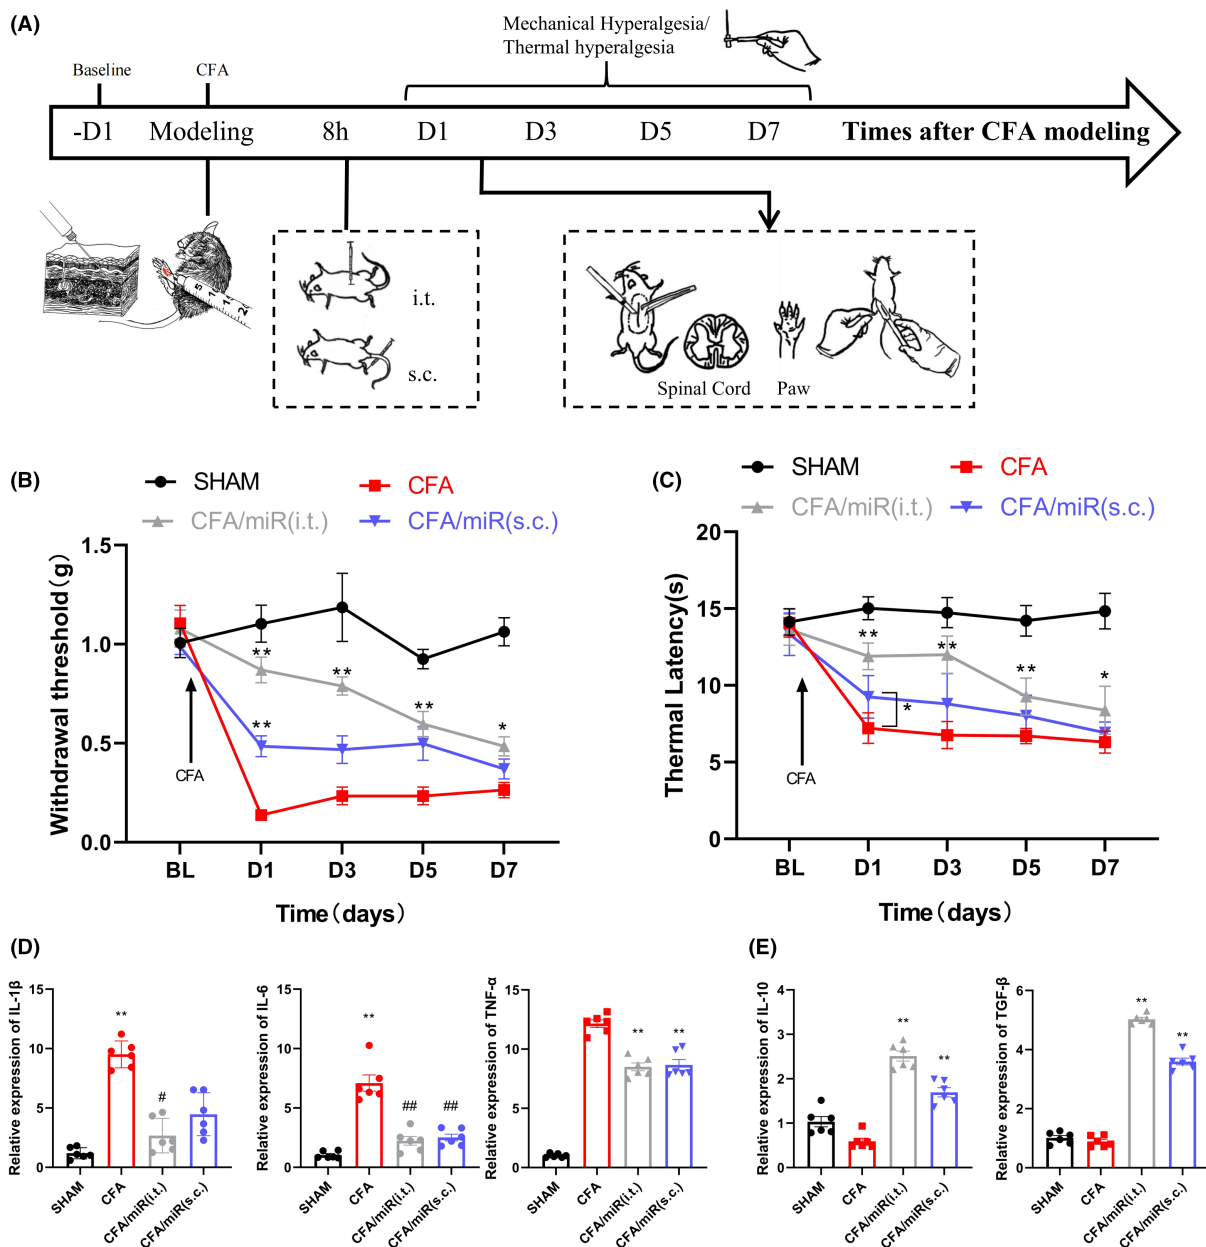 (A)
Mechanical Hyperalgesia/
Thermal hyperalgesia
Baseline
CFA
-D1 Modeling 8h D1 D3 D5 D7 Times after CFA modeling
i.t.
s.c.
Spinal Cord Paw
(B)
SHAM CFA
CFA/miR(i.t.) CFA/miR(s.c.)
Withdrawal threshold(g)
1.5
1.0
0.5
0.0
**
**
**
**
*
CFA
BL D1 D3 D5 D7
Time(days)
(C)
SHAM CFA
CFA/miR(i.t.) CFA/miR(s.c.)
Thermal Latency(s)
20
15
10
5
0
**
**
**
*
*
CFA
BL D1 D3 D5 D7
Time(days)
(D)
Relative expression of IL-1β
15
10
5
0
**
#
SHAM
CFA
CFA/miR(i.t.)
CFA/miR(s.c.)
Relative expression of IL-6
15
10
5
0
**
##
##
SHAM
CFA
CFA/miR(i.t.)
CFA/miR(s.c.)
Relative expression of TNF-α
15
10
5
0
**
**
SHAM
CFA
CFA/miR(i.t.)
CFA/miR(s.c.)
(E)
Relative expression of IL-10
4
3
2
1
0
**
**
SHAM
CFA
CFA/miR(i.t.)
CFA/miR(s.c.)
Relative expression of TGF-β
6
4
2
0
**
**
SHAM
CFA
CFA/miR(i.t.)
CFA/miR(s.c.)